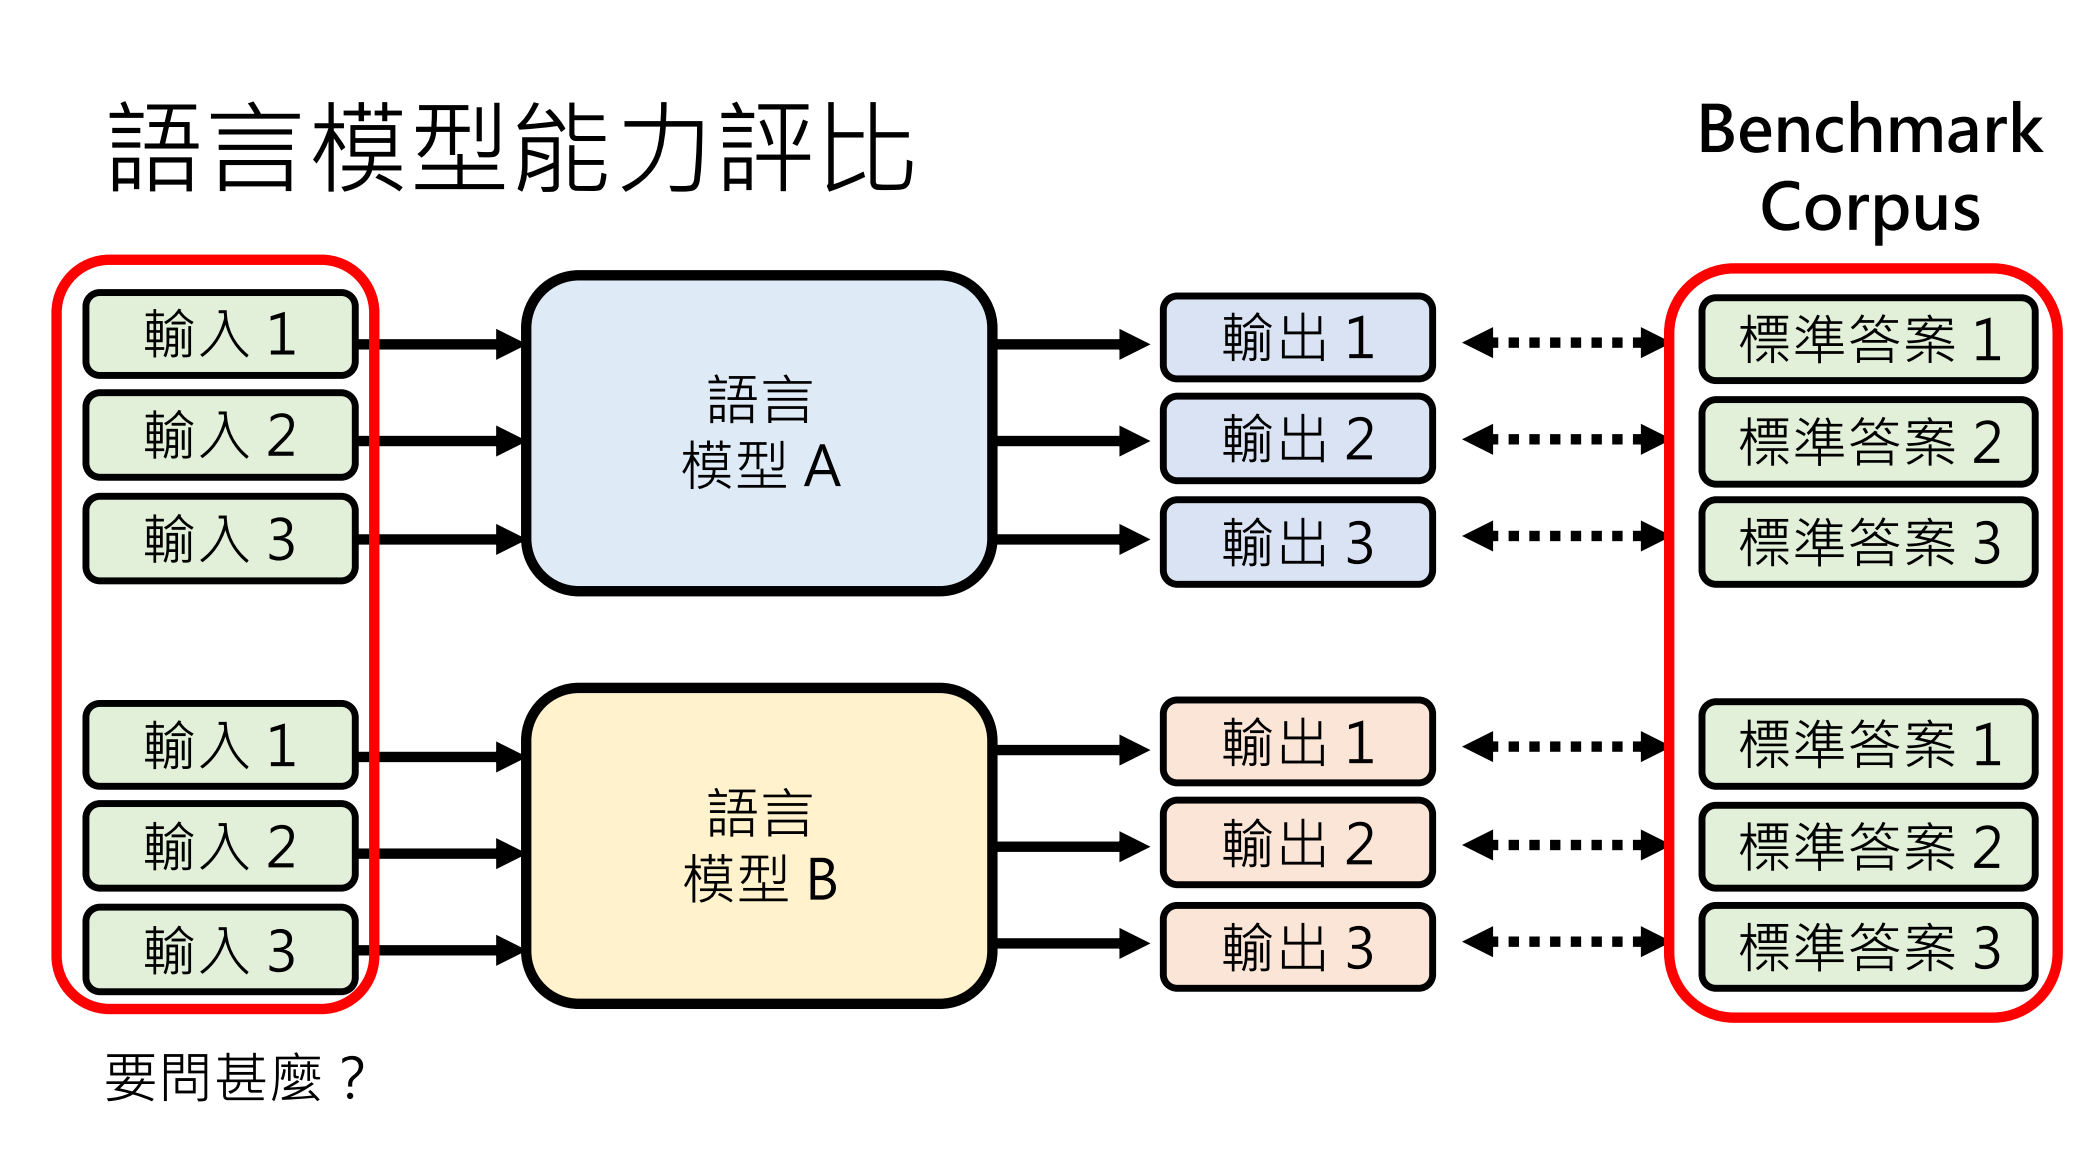 語言模型能力評比
Benchmark
Corpus
輸入 1
輸入 2
輸入 3
語言
模型 A
輸出 1
輸出 2
輸出 3
標準答案 1
標準答案 2
標準答案 3
輸入 1
輸入 2
輸入 3
語言
模型 B
輸出 1
輸出 2
輸出 3
標準答案 1
標準答案 2
標準答案 3
要問甚麼？